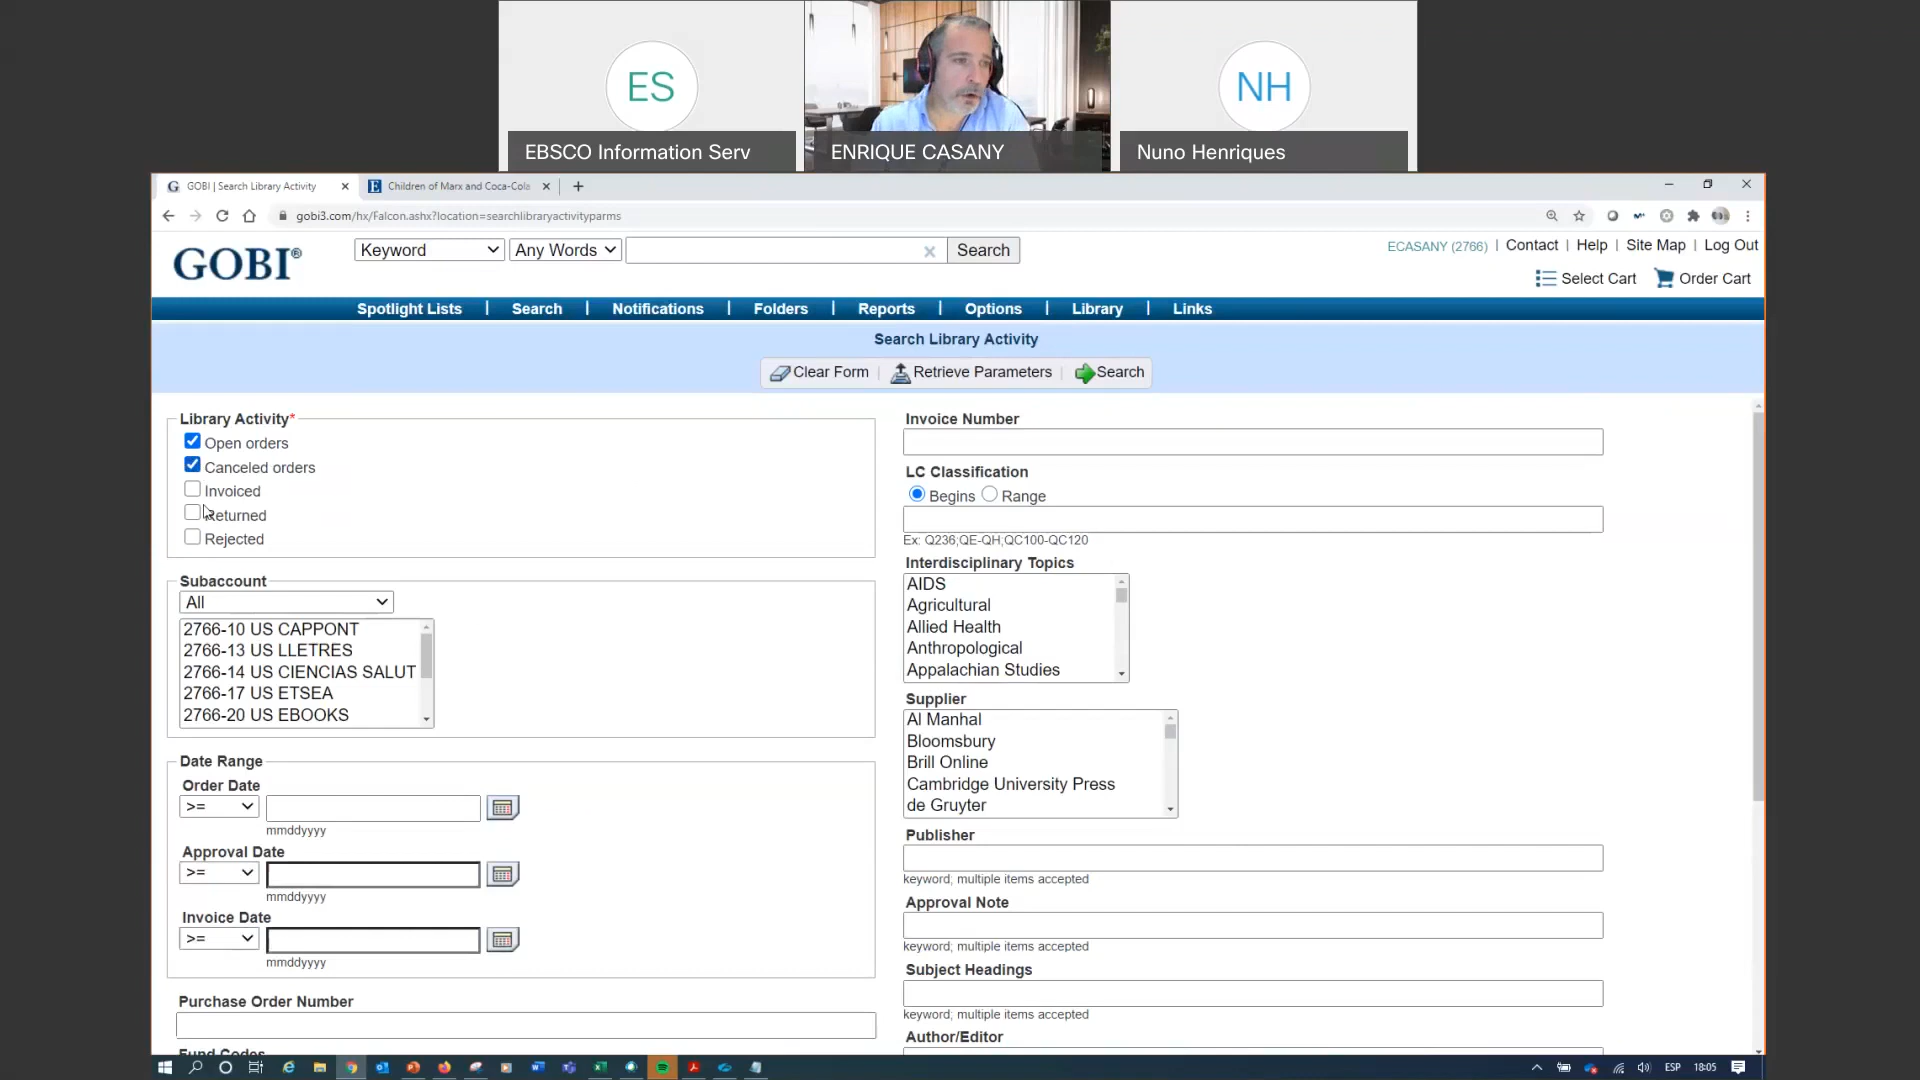 ES
NH
EBSCO Information Serv
ENRIQUE CASANY
Nuno Henriques
GOBI | Search Library Activity
Children of Marx and Coca-Cola
gobi3.com/hx/Falcon.ashx?location=searchlibraryactivityparms
GOBI®
Keyword
Any Words
Search
ECASANY (2766) | Contact | Help | Site Map | Log Out
Select Cart
Order Cart
Spotlight Lists | Search | Notifications | Folders | Reports | Options | Library | Links
Search Library Activity
Clear Form | Retrieve Parameters | Search
Library Activity*
Open orders
Canceled orders
Invoiced
Returned
Rejected
Subaccount
All
2766-10 US CAPPONT
2766-13 US LLETRES
2766-14 US CIENCIAS SALUT
2766-17 US ETSEA
2766-20 US EBOOKS
Date Range
Order Date
>=
mmddyyyy
Approval Date
>=
mmddyyyy
Invoice Date
>=
mmddyyyy
Purchase Order Number
Fund Codes
Invoice Number
LC Classification
Begins Range
Ex: Q236;QE-QH;QC100-QC120
Interdisciplinary Topics
AIDS
Agricultural
Allied Health
Anthropological
Appalachian Studies
Supplier
Al Manhal
Bloomsbury
Brill Online
Cambridge University Press
de Gruyter
Publisher
keyword; multiple items accepted
Approval Note
keyword; multiple items accepted
Subject Headings
keyword; multiple items accepted
Author/Editor
ESP
18:05